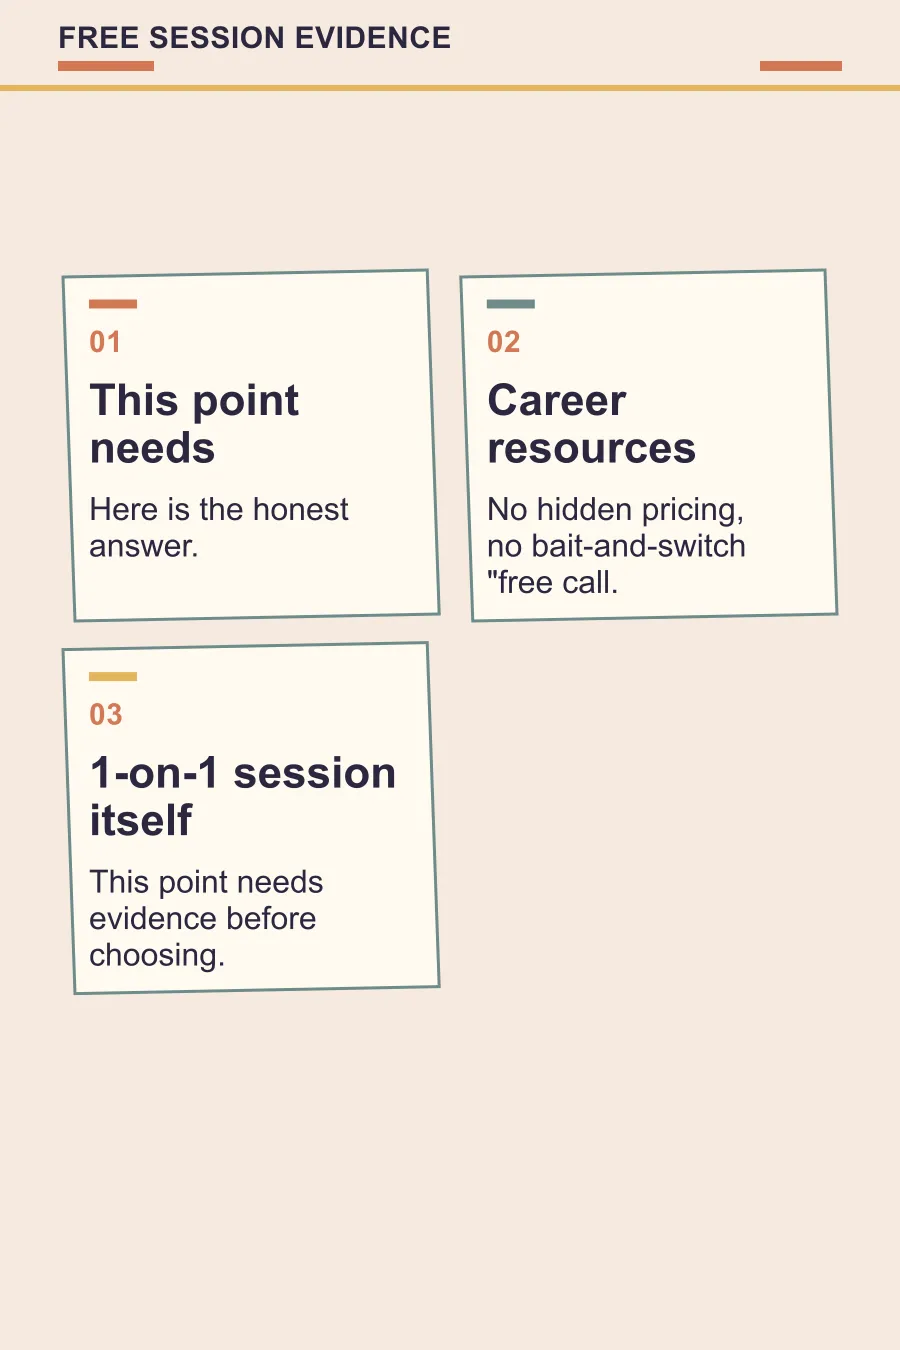 FREE SESSION EVIDENCE
01
This point
needs
Here is the honest
answer.
02
Career
resources
No hidden pricing,
no bait-and-switch
"free call.
03
1-on-1 session
itself
This point needs
evidence before
choosing.